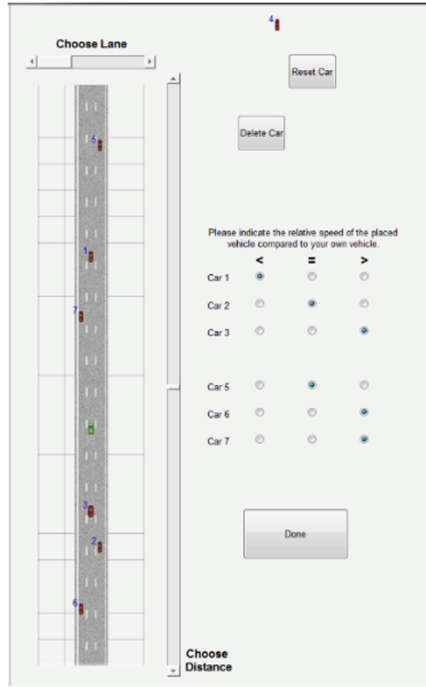 4
Choose Lane
Reset Car
Delete Car
5
1
7
3
2
6
Please indicate the relative speed of the placed
vehicle compared to your own vehicle.
< = >
Car 1
Car 2
Car 3
Car 5
Car 6
Car 7
Done
Choose
Distance